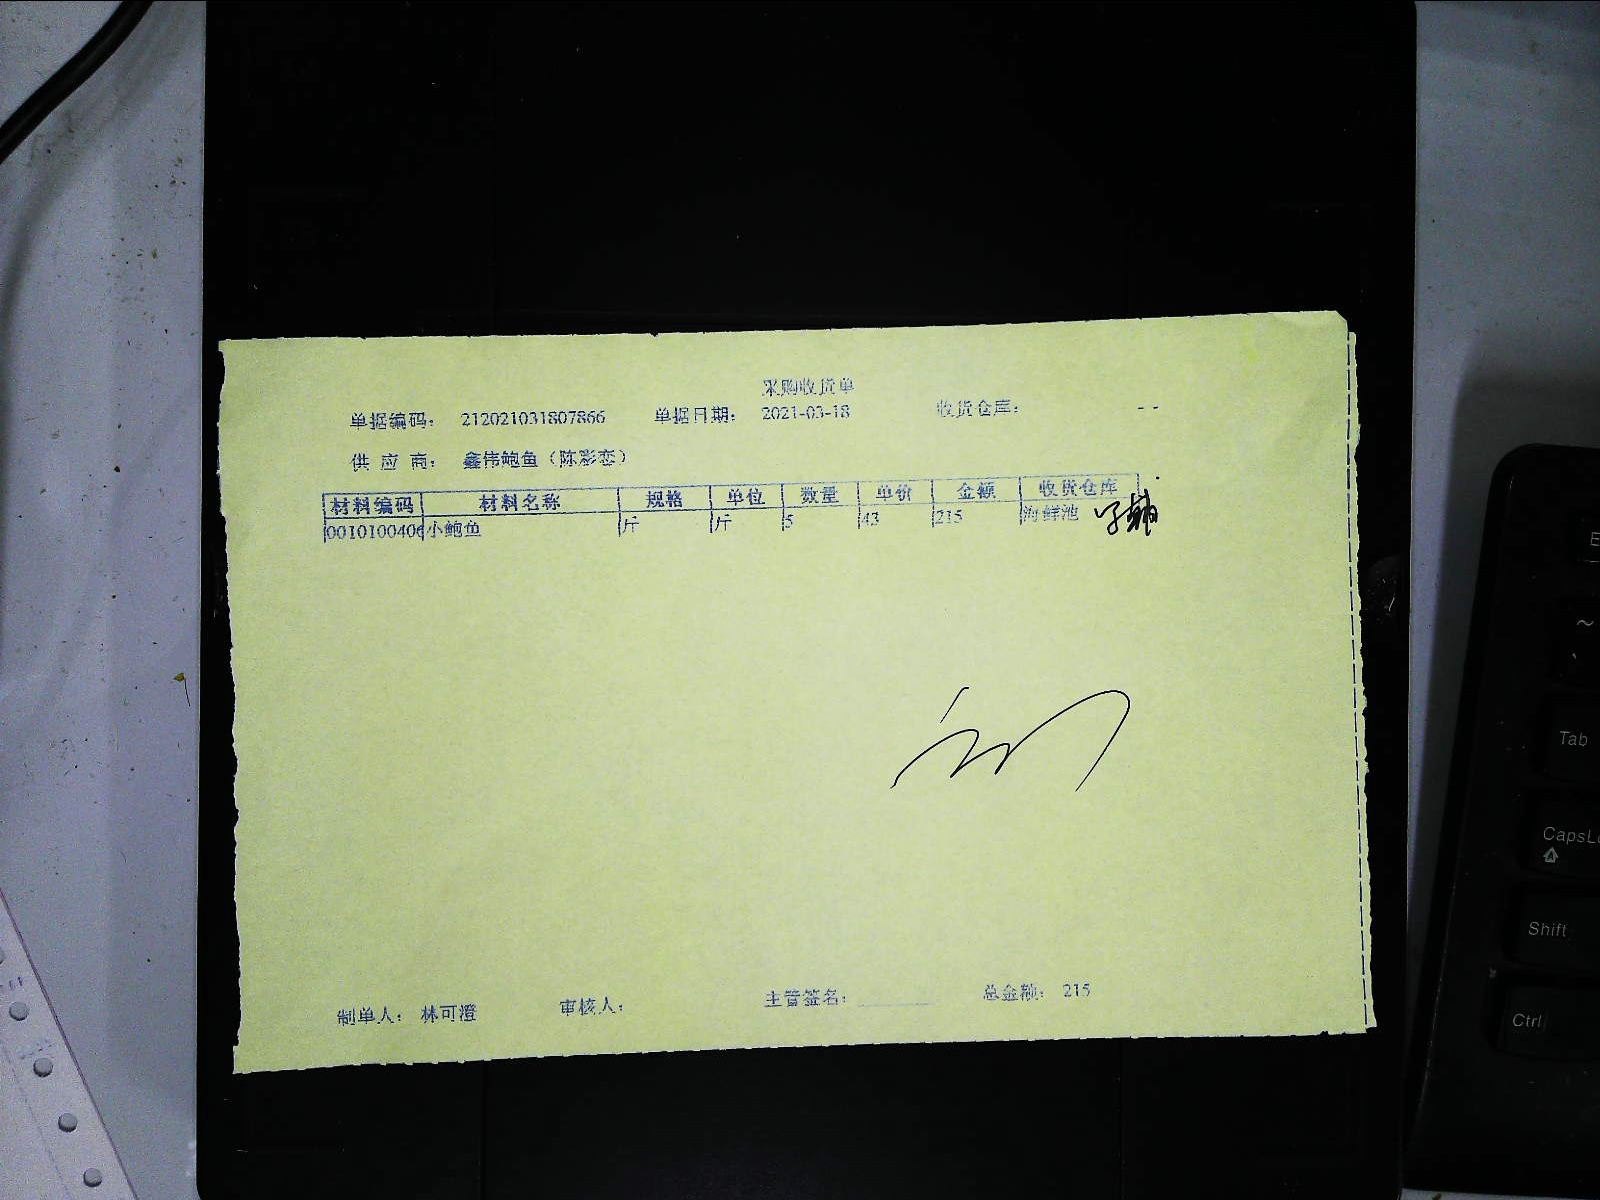 采购收货单
单据编码： 212021031807866 单据日期： 2021-03-18 收货仓库： - -
供 应 商： 鑫伟鲍鱼（陈彩恋）
材料编码 材料名称 规格 单位 数量 单价 金额 收货仓库
0010100406 小鲍鱼 斤 斤 5 43 215 海鲜池
制单人： 林可澄 审核人： 主管签名： 总金额： 215
Tab
Shift
Ctrl